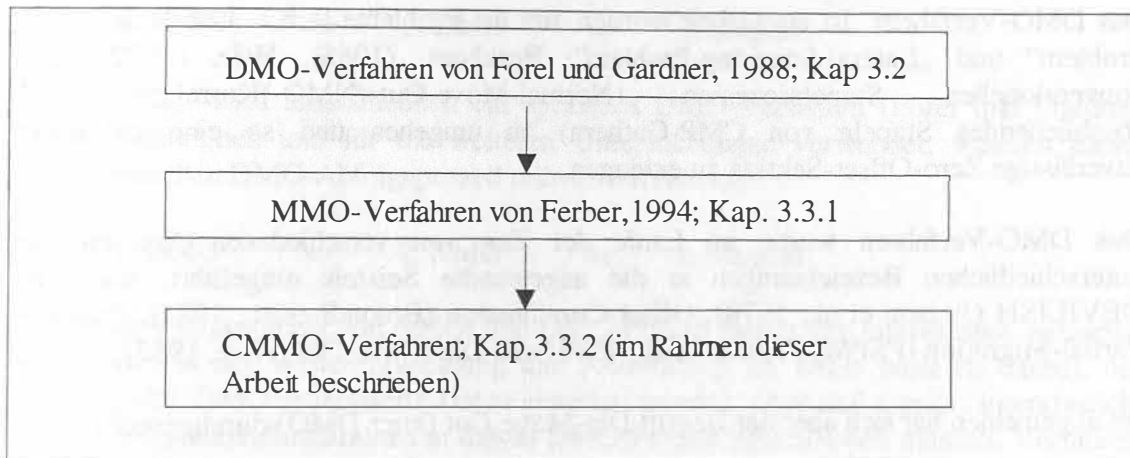 DMO-Verfahren von Forel und Gardner, 1988; Kap 3.2
MMO-Verfahren von Ferber,1994; Kap. 3.3.1
CMMO-Verfahren; Kap.3.3.2 (im Rahmen dieser
Arbeit beschrieben)